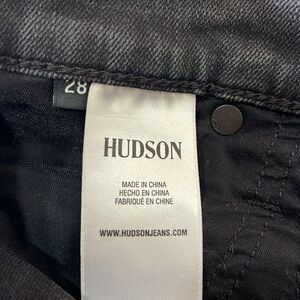 28
HUDSON
MADE IN CHINA
HECHO EN CHINA
FABRIQUÉ EN CHINE
WWW.HUDSONJEANS.COM